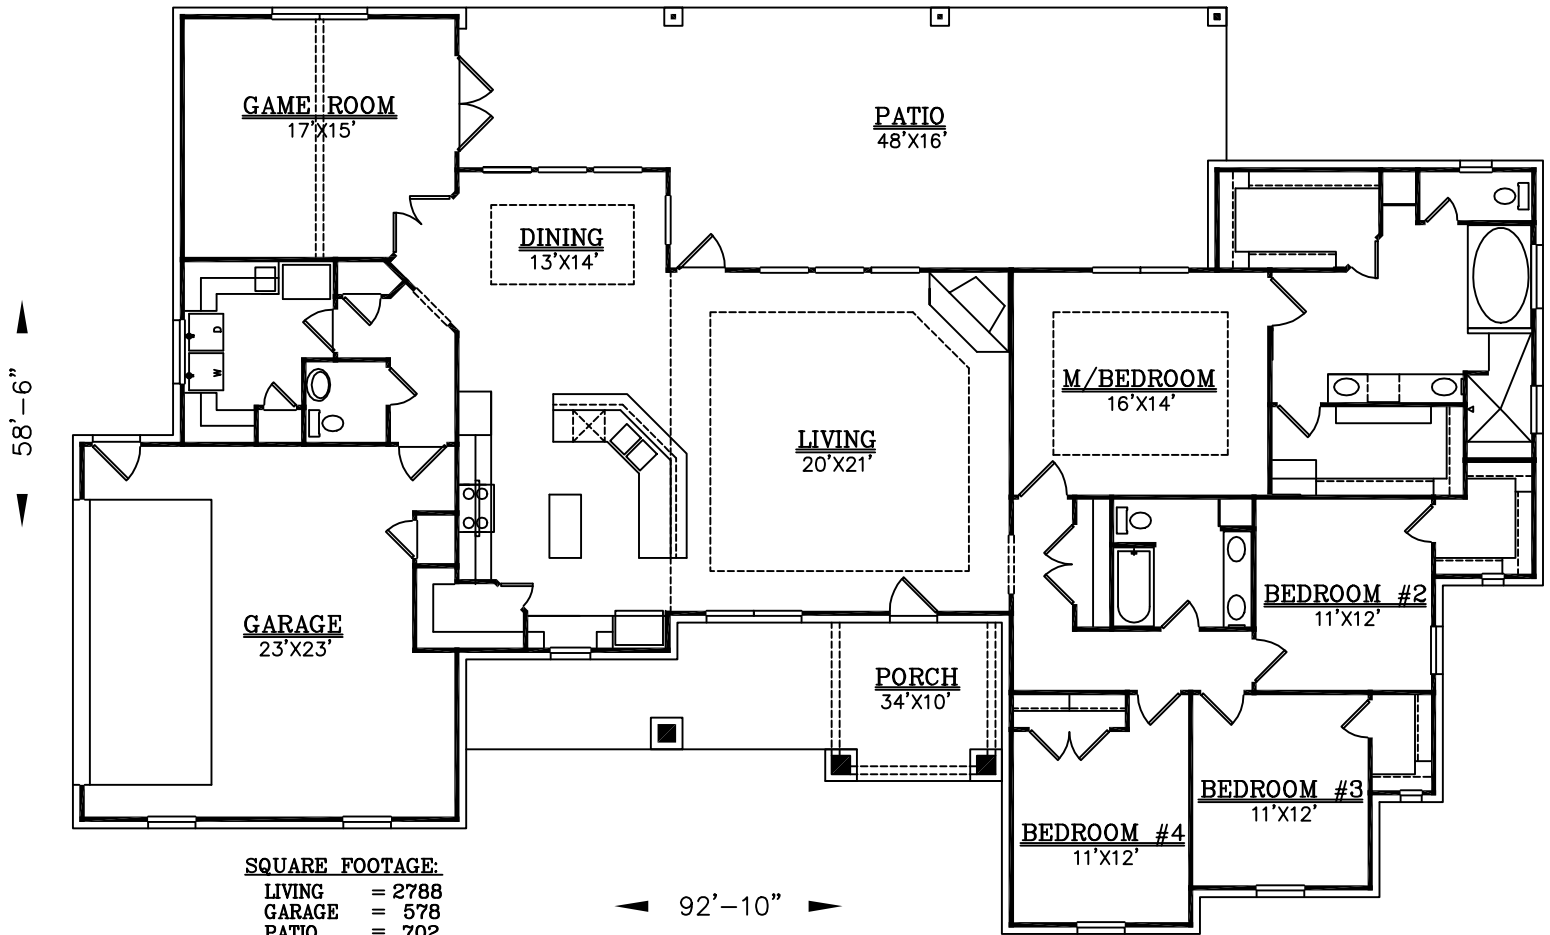 GAME ROOM
17'X15'
PATIO
48'X16'
DINING
13'X14'
D
W
M/BEDROOM
16'X14'
LIVING
20'X21'
58'-6"
BEDROOM #2
11'X12'
GARAGE
23'X23'
PORCH
34'X10'
BEDROOM #3
11'X12'
BEDROOM #4
11'X12'
SQUARE FOOTAGE:
LIVING = 2788
GARAGE = 578
PATIO = 702
92'-10"